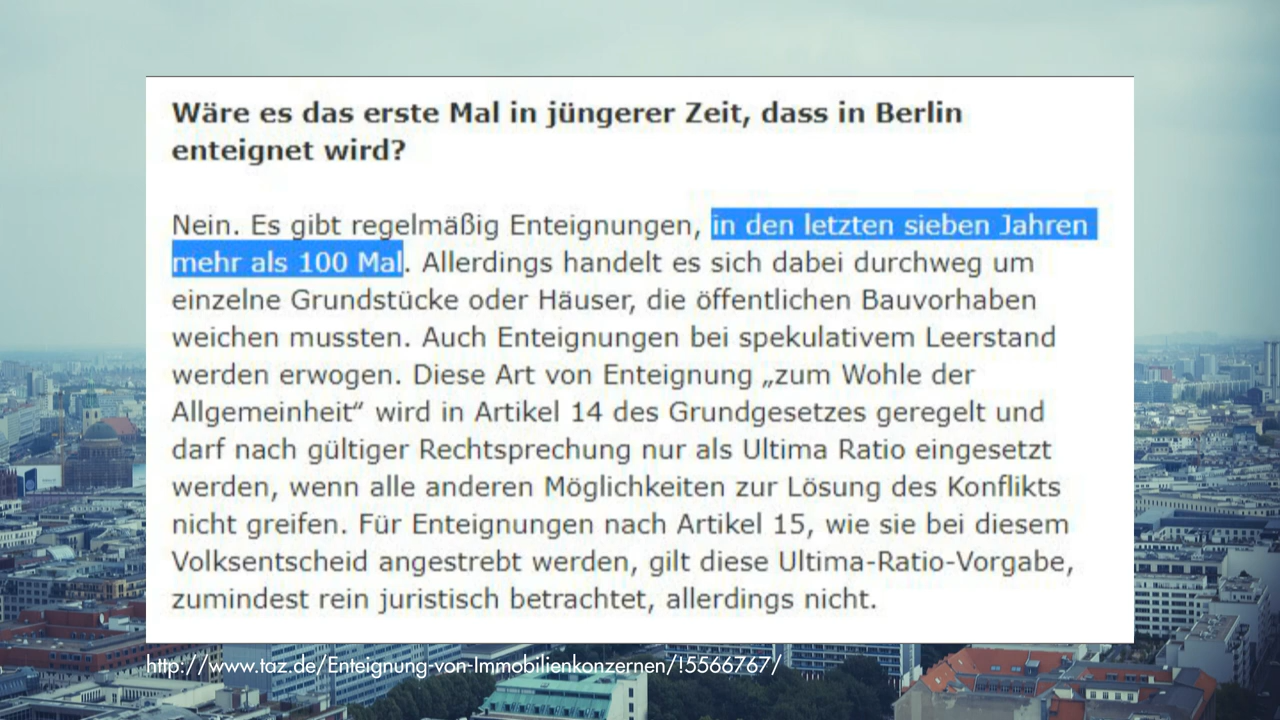 Wäre es das erste Mal in jüngerer Zeit, dass in Berlin
enteignet wird?
Nein. Es gibt regelmäßig Enteignungen, in den letzten sieben Jahren
mehr als 100 Mal. Allerdings handelt es sich dabei durchweg um
einzelne Grundstücke oder Häuser, die öffentlichen Bauvorhaben
weichen mussten. Auch Enteignungen bei spekulativem Leerstand
werden erwogen. Diese Art von Enteignung „zum Wohle der
Allgemeinheit“ wird in Artikel 14 des Grundgesetzes geregelt und
darf nach gültiger Rechtsprechung nur als Ultima Ratio eingesetzt
werden, wenn alle anderen Möglichkeiten zur Lösung des Konflikts
nicht greifen. Für Enteignungen nach Artikel 15, wie sie bei diesem
Volksentscheid angestrebt werden, gilt diese Ultima-Ratio-Vorgabe,
zumindest rein juristisch betrachtet, allerdings nicht.
http://www.taz.de/Enteignung-von-Immobilienkonzernen/!5566767/